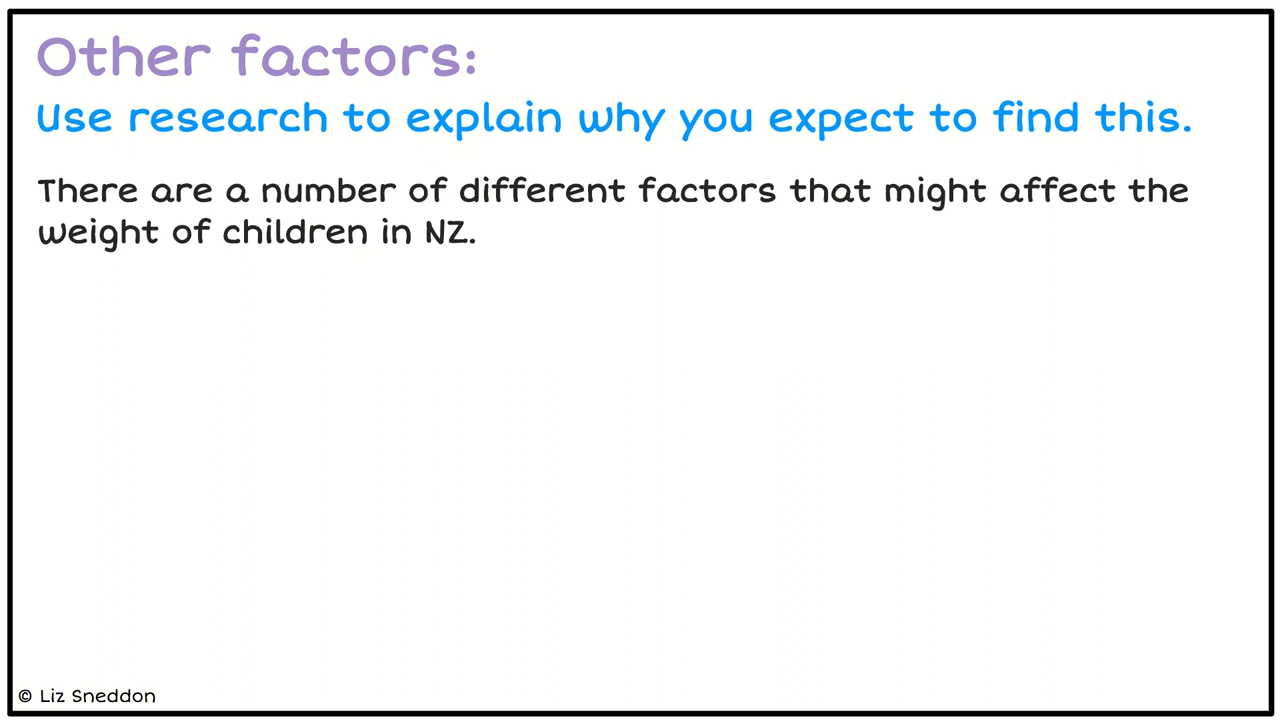 Other factors:
Use research to explain why you expect to find this.
There are a number of different factors that might affect the
weight of children in NZ.
© Liz Sneddon